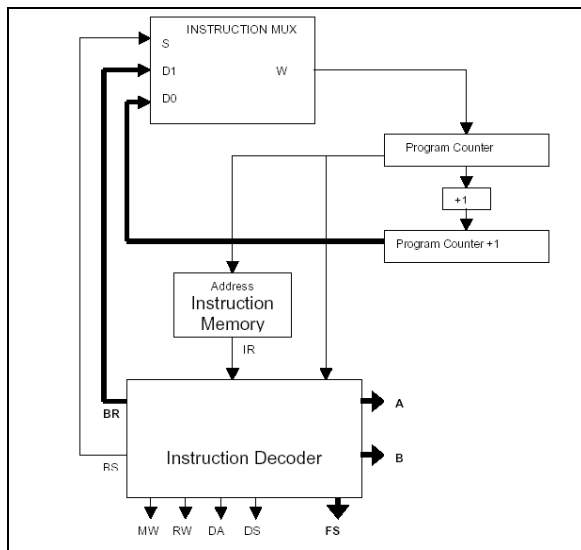 INSTRUCTION MUX
S
D1
W
D0
Program Counter
+1
Program Counter +1
Address
Instruction
Memory
IR
BR
A
BS
Instruction Decoder
B
MW
RW
DA
DS
FS